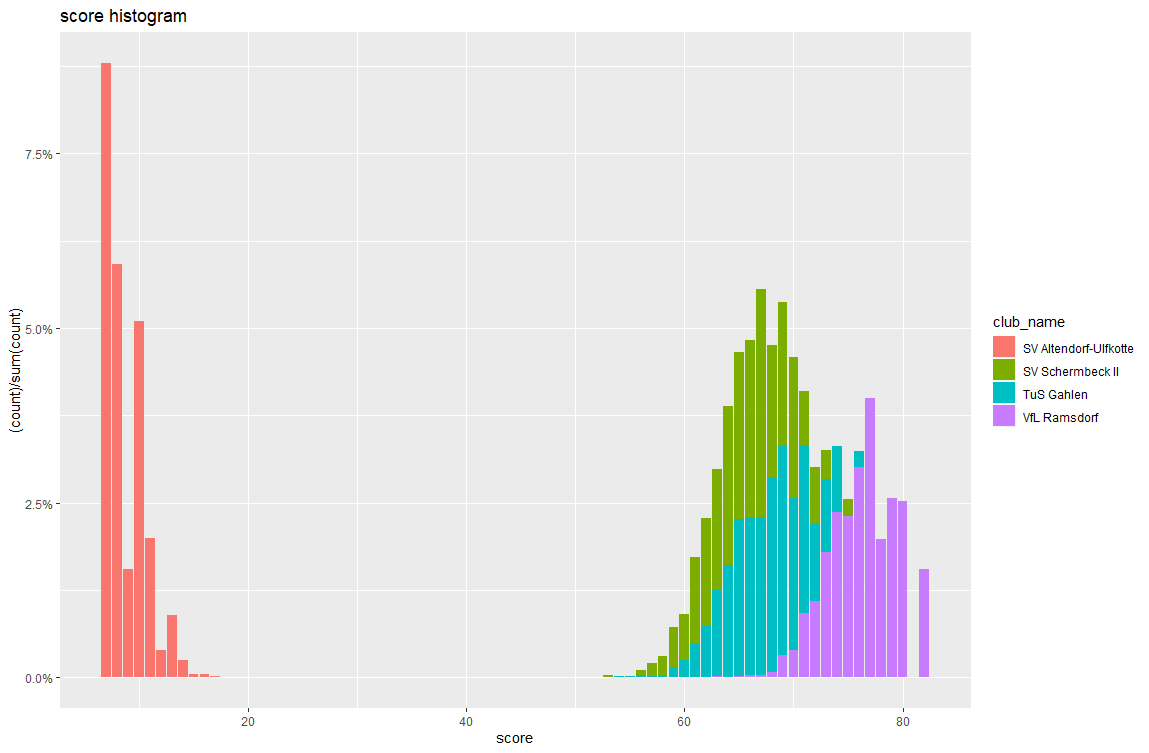 score histogram
(count)/sum(count)
7.5%
5.0%
2.5%
0.0%
20
40
60
80
score
club_name
SV Altendorf-Ulfkotte
SV Schermbeck II
TuS Gahlen
VfL Ramsdorf